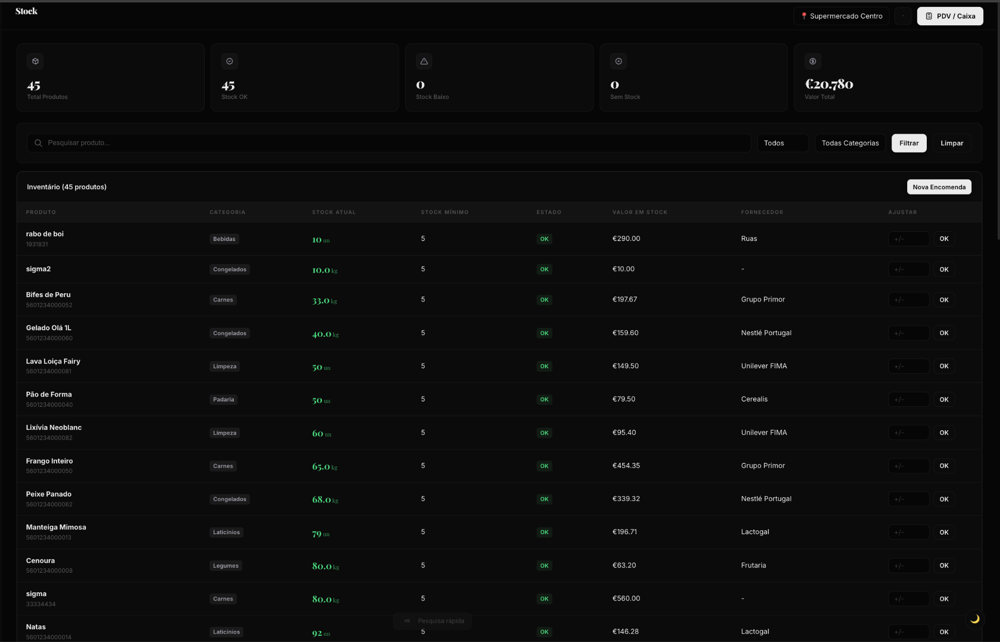 Stock
📍 Supermercado Centro
PDV / Caixa
45
Total Produtos
45
Stock OK
0
Stock Baixo
0
Sem Stock
€20.780
Valor Total
Pesquisar produto...
Todos
Todas Categorias
Filtrar
Limpar
Inventário (45 produtos)
Nova Encomenda
PRODUTO CATEGORIA STOCK ATUAL STOCK MÍNIMO ESTADO VALOR EM STOCK FORNECEDOR AJUSTAR
rabo de boi
1931831
Bebidas 10 un 5 OK €290.00 Ruas +/- OK
sigma2 Congelados 10.0 kg 5 OK €10.00 - +/- OK
Bifes de Peru
5601234000052
Carnes 33.0 kg 5 OK €197.67 Grupo Primor +/- OK
Gelado Olá 1L
5601234000060
Congelados 40.0 kg 5 OK €159.60 Nestlé Portugal +/- OK
Lava Loiça Fairy
5601234000081
Limpeza 50 un 5 OK €149.50 Unilever FIMA +/- OK
Pão de Forma
5601234000040
Padaria 50 un 5 OK €79.50 Cerealis +/- OK
Lixívia Neoblanc
5601234000082
Limpeza 60 un 5 OK €95.40 Unilever FIMA +/- OK
Frango Inteiro
5601234000050
Carnes 65.0 kg 5 OK €454.35 Grupo Primor +/- OK
Peixe Panado
5601234000062
Congelados 68.0 kg 5 OK €339.32 Nestlé Portugal +/- OK
Manteiga Mimosa
5601234000013
Laticínios 79 un 5 OK €196.71 Lactogal +/- OK
Cenoura
5601234000008
Legumes 80.0 kg 5 OK €63.20 Frutaria +/- OK
sigma
33334434
Carnes 80.0 kg 5 OK €560.00 - +/- OK
Natas
5601234000014
Laticínios 92 un 5 OK €146.28 Lactogal +/- OK
⌘K Pesquisa rápida